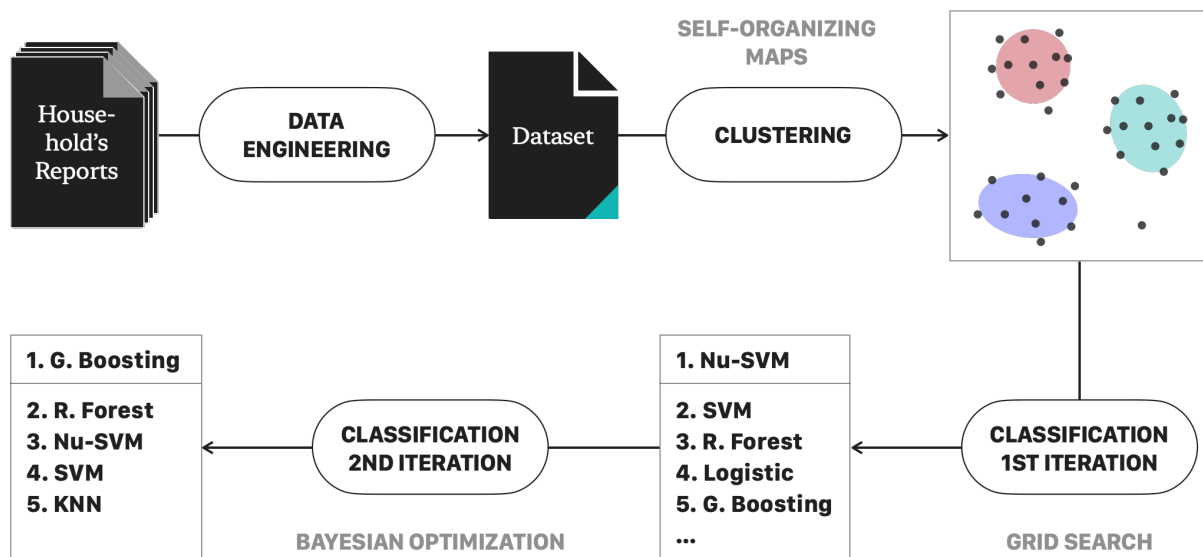 House-
hold's
Reports
DATA
ENGINEERING
Dataset
SELF-ORGANIZING
MAPS
CLUSTERING
CLASSIFICATION
1ST ITERATION
GRID SEARCH
1. Nu-SVM
2. SVM
3. R. Forest
4. Logistic
5. G. Boosting
...
CLASSIFICATION
2ND ITERATION
BAYESIAN OPTIMIZATION
1. G. Boosting
2. R. Forest
3. Nu-SVM
4. SVM
5. KNN